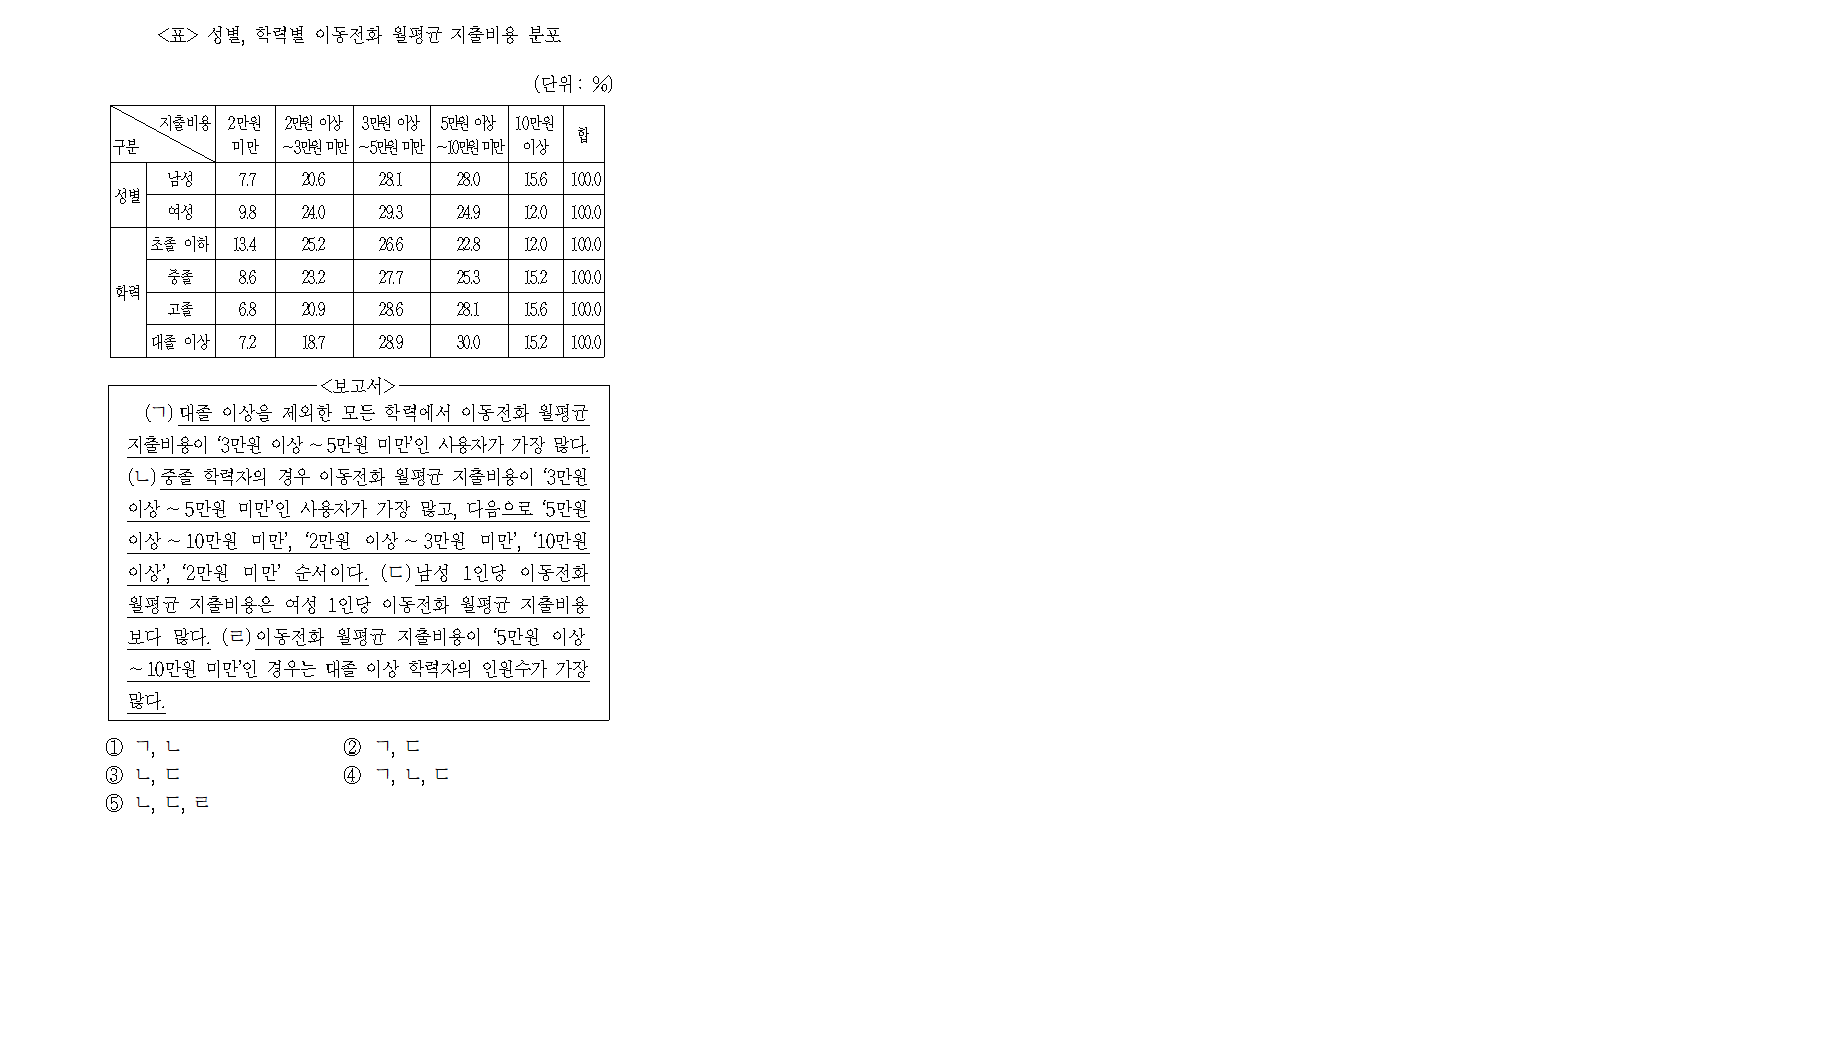 <표> 성별, 학력별 이동전화 월평균 지출비용 분포
(단위 : %)
지출비용
구분
2만원 미만
2만원 이상 ~3만원 미만
3만원 이상 ~5만원 미만
5만원 이상 ~10만원 미만
10만원 이상
합
성별
남성 7.7 20.6 28.1 28.0 15.6 100.0
여성 9.8 24.0 29.3 24.9 12.0 100.0
학력
초졸 이하 13.4 25.2 26.6 22.8 12.0 100.0
중졸 8.6 23.2 27.7 25.3 15.2 100.0
고졸 6.8 20.9 28.6 28.1 15.6 100.0
대졸 이상 7.2 18.7 28.9 30.0 15.2 100.0
<보고서>
(ㄱ) 대졸 이상을 제외한 모든 학력에서 이동전화 월평균
지출비용이 ‘3만원 이상 ~ 5만원 미만’인 사용자가 가장 많다.
(ㄴ) 중졸 학력자의 경우 이동전화 월평균 지출비용이 ‘3만원
이상 ~ 5만원 미만’인 사용자가 가장 많고, 다음으로 ‘5만원
이상 ~ 10만원 미만’, ‘2만원 이상 ~ 3만원 미만’, ‘10만원
이상’, ‘2만원 미만’ 순서이다. (ㄷ) 남성 1인당 이동전화
월평균 지출비용은 여성 1인당 이동전화 월평균 지출비용
보다 많다. (ㄹ) 이동전화 월평균 지출비용이 ‘5만원 이상
~ 10만원 미만’인 경우는 대졸 이상 학력자의 인원수가 가장
많다.
① ㄱ, ㄴ ② ㄱ, ㄷ
③ ㄴ, ㄷ ④ ㄱ, ㄴ, ㄷ
⑤ ㄴ, ㄷ, ㄹ